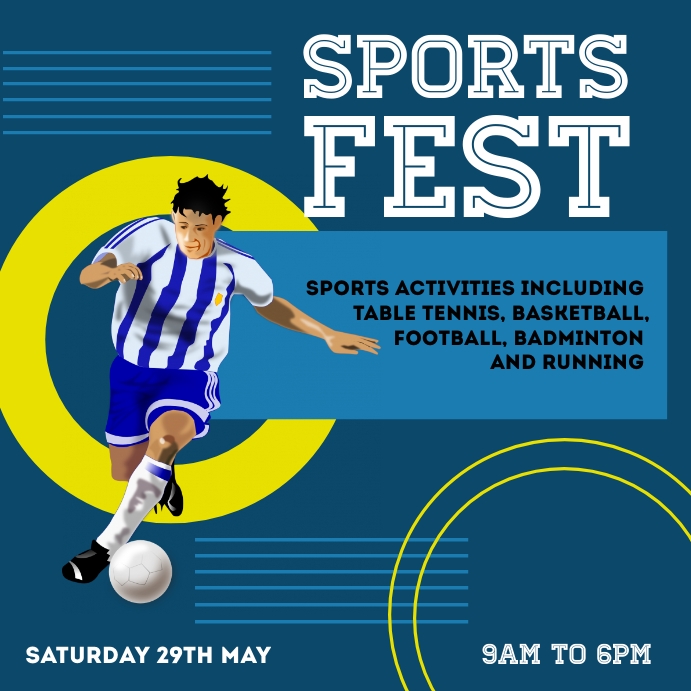 SPORTS
FEST
SPORTS ACTIVITIES INCLUDING
TABLE TENNIS, BASKETBALL,
FOOTBALL, BADMINTON
AND RUNNING
SATURDAY 29TH MAY
9AM TO 6PM